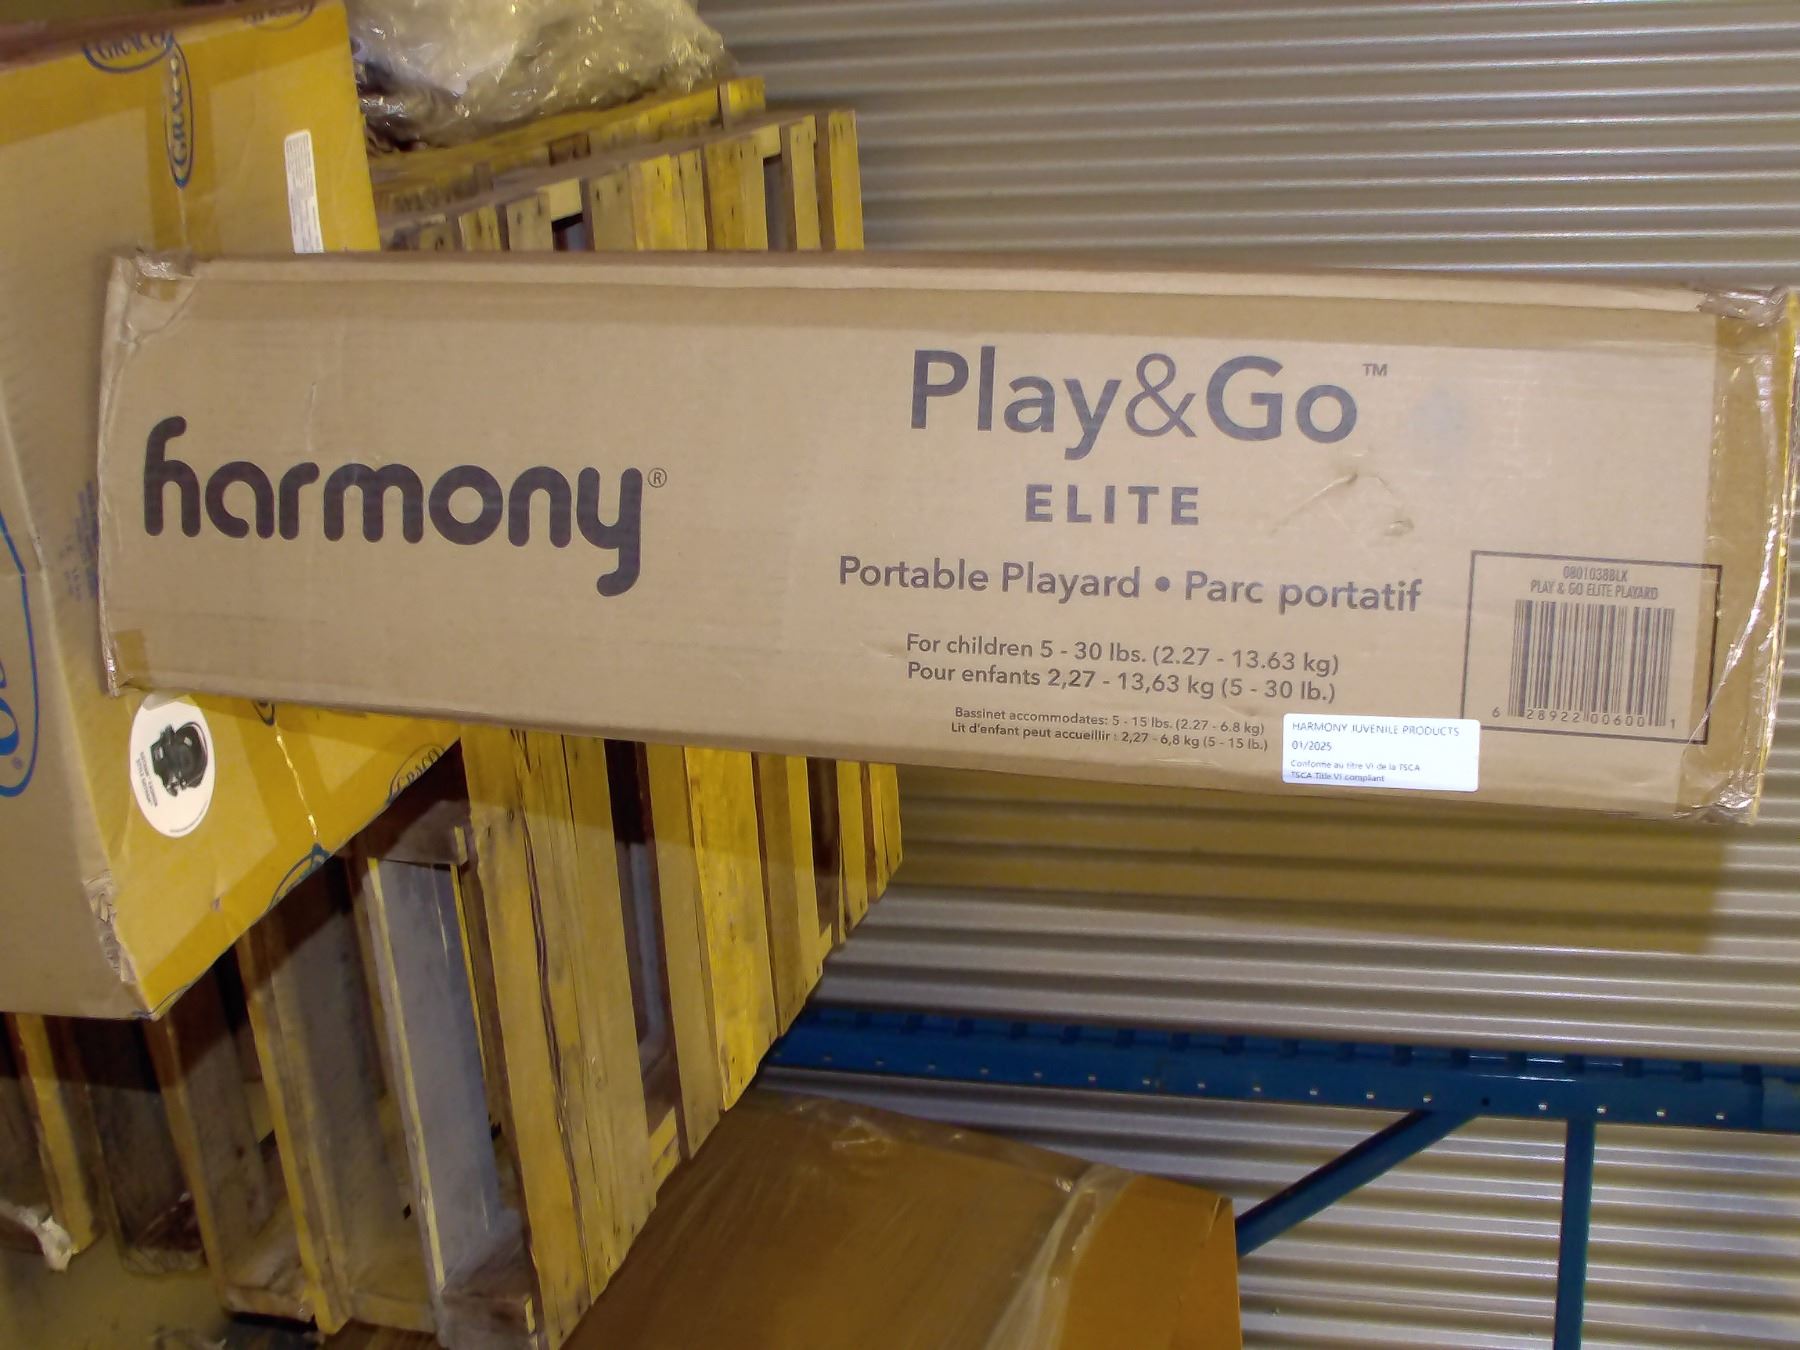 GRACO
GRACO
harmony®
Play&Go™
ELITE
Portable Playard • Parc portatif
For children 5 - 30 lbs. (2.27 - 13.63 kg)
Pour enfants 2,27 - 13,63 kg (5 - 30 lb.)
Bassinet accommodates: 5 - 15 lbs. (2.27 - 6.8 kg)
Lit d'enfant peut accueillir : 2,27 - 6,8 kg (5 - 15 lb.)
0801038BLX
PLAY & GO ELITE PLAYARD
6 28922 00600 1
HARMONY JUVENILE PRODUCTS
01/2025
Conforme au titre VI de la TSCA
TSCA Title VI compliant
GRACO